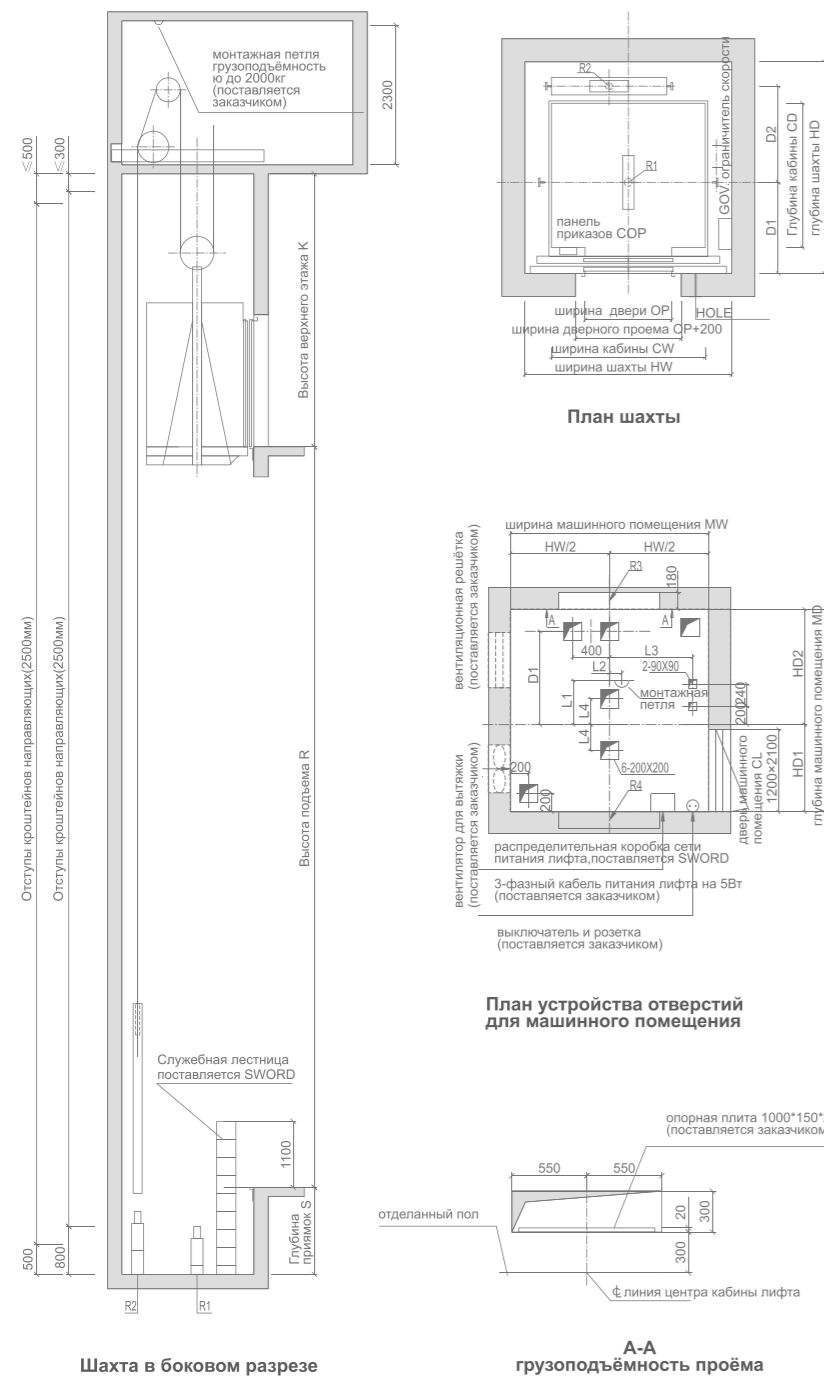 монтажная петля
грузоподъёмность
ю до 2000кг
(поставляется
заказчиком)
2300
≤500
≤300
Высота верхнего этажа K
Отступы кроштейнов направляющих(2500мм)
Отступы кроштейнов направляющих(2500мм)
Высота подъема R
Служебная лестница
поставляется SWORD
1100
Глубина
приямок S
500
800
R2
R1
Шахта в боковом разрезе
R2
R1
GOV, ограничитель скорости
D2
D1
Глубина кабины CD
глубина шахты HD
панель
приказов COP
ширина двери OP
HOLE
ширина дверного проема OP+200
ширина кабины CW
ширина шахты HW
План шахты
ширина машинного помещения MW
HW/2
HW/2
R3
180
вентиляционная решётка
(поставляется заказчиком)
A
A
400
L3
L2
2-90X90
D1
L1
L4
L4
монтажная
петля
240
200
HD2
HD1
глубина машинного помещения MD
6-200X200
R4
200
200
дверь машинного
помещения CL
1200×2100
вентилятор для вытяжки
(поставляется заказчиком)
распределительная коробка сети
питания лифта,поставляется SWORD
3-фазный кабель питания лифта на 5Вт
(поставляется заказчиком)
выключатель и розетка
(поставляется заказчиком)
План устройства отверстий
для машинного помещения
опорная плита 1000*150*
(поставляется заказчиком
550
550
20
300
300
отделанный пол
℄ линия центра кабины лифта
A-A
грузоподъёмность проёма